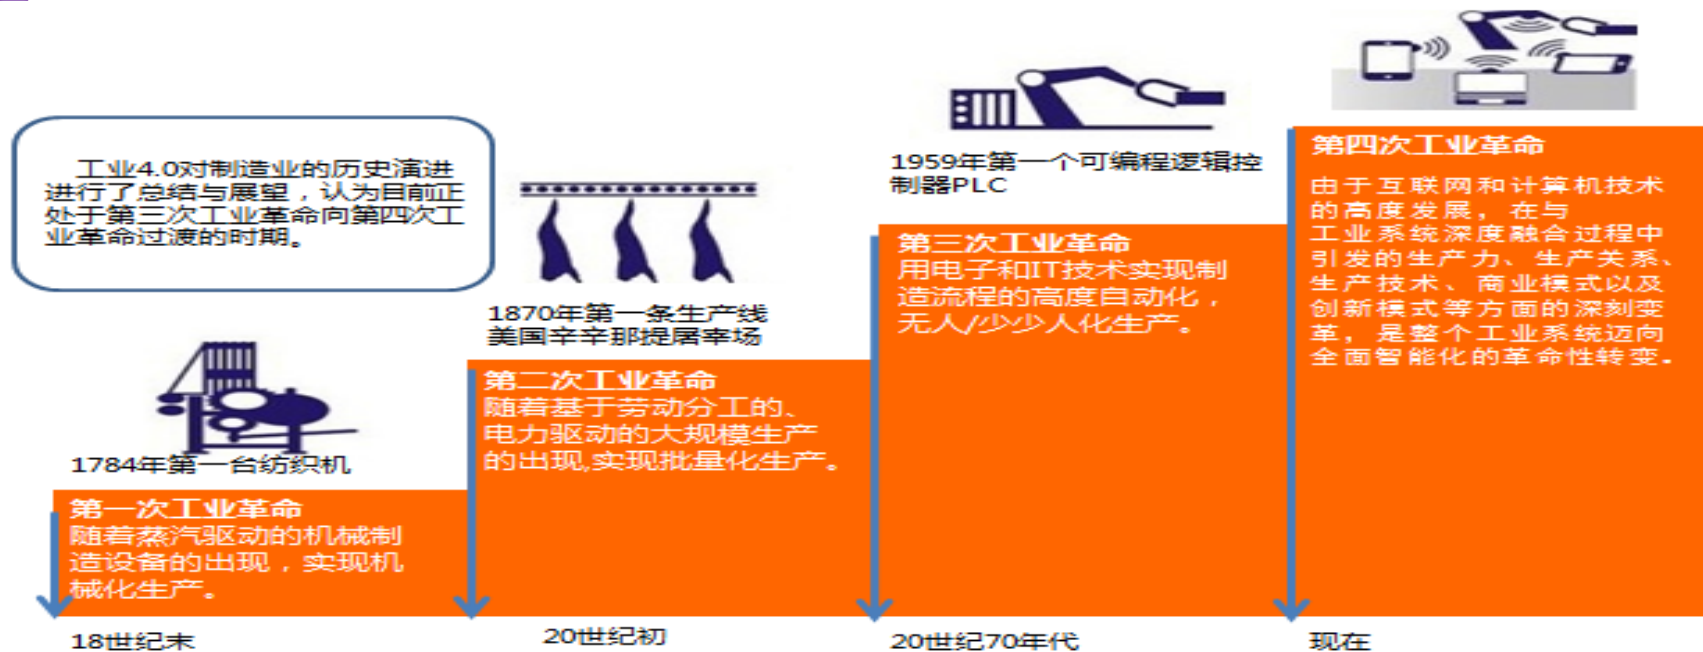 工业4.0对制造业的历史演进
进行了总结与展望，认为目前正
处于第三次工业革命向第四次工
业革命过渡的时期。
1784年第一台纺织机
第一次工业革命
随着蒸汽驱动的机械制
造设备的出现，实现机
械化生产。
18世纪末
1870年第一条生产线
美国辛辛那提屠宰场
第二次工业革命
随着基于劳动分工的、
电力驱动的大规模生产
的出现,实现批量化生产。
20世纪初
1959年第一个可编程逻辑控
制器PLC
第三次工业革命
用电子和IT技术实现制
造流程的高度自动化，
无人/少少人化生产。
20世纪70年代
第四次工业革命
由于互联网和计算机技术
的高度发展，在与
工业系统深度融合过程中
引发的生产力、生产关系、
生产技术、商业模式以及
创新模式等方面的深刻变
革，是整个工业系统迈向
全面智能化的革命性转变。
现在